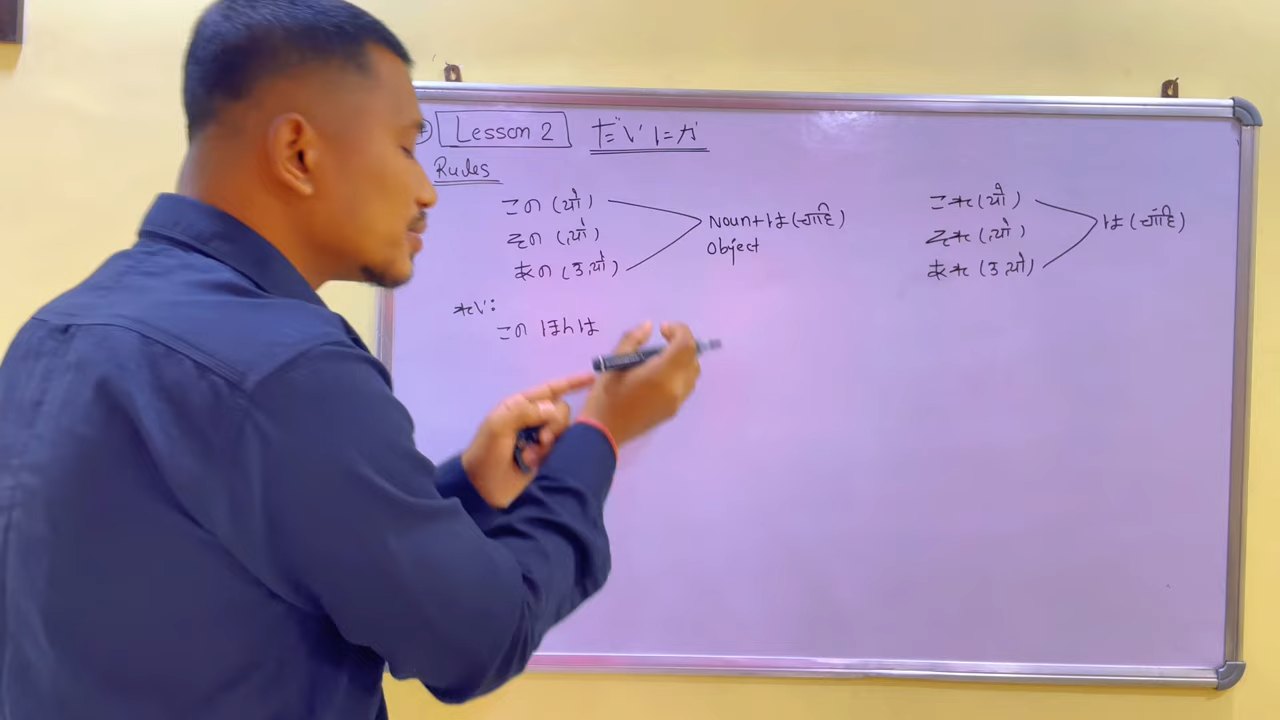 Lesson 2 だい にか
Rules
この (यो)
その (त्यो)
あの (उ त्यो)
Noun+は (चाहि)
Object
これ (यो)
それ (त्यो)
あれ (उ त्यो)
は (चाहि)
れい:
この ほんは